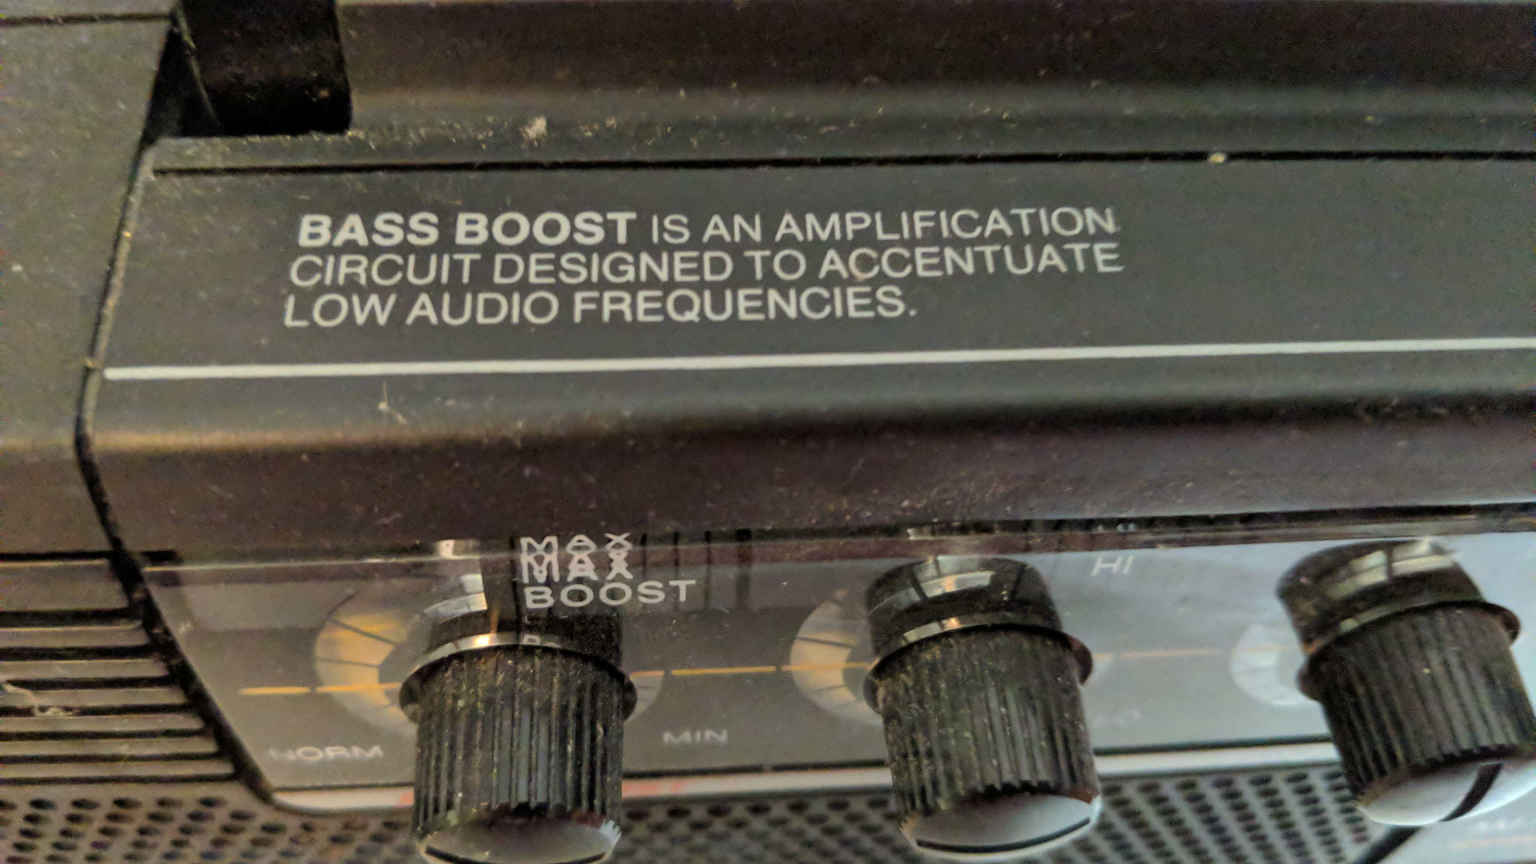 BASS BOOST IS AN AMPLIFICATION
CIRCUIT DESIGNED TO ACCENTUATE
LOW AUDIO FREQUENCIES.
MAX
MAX
BOOST
HI
NORM
MIN